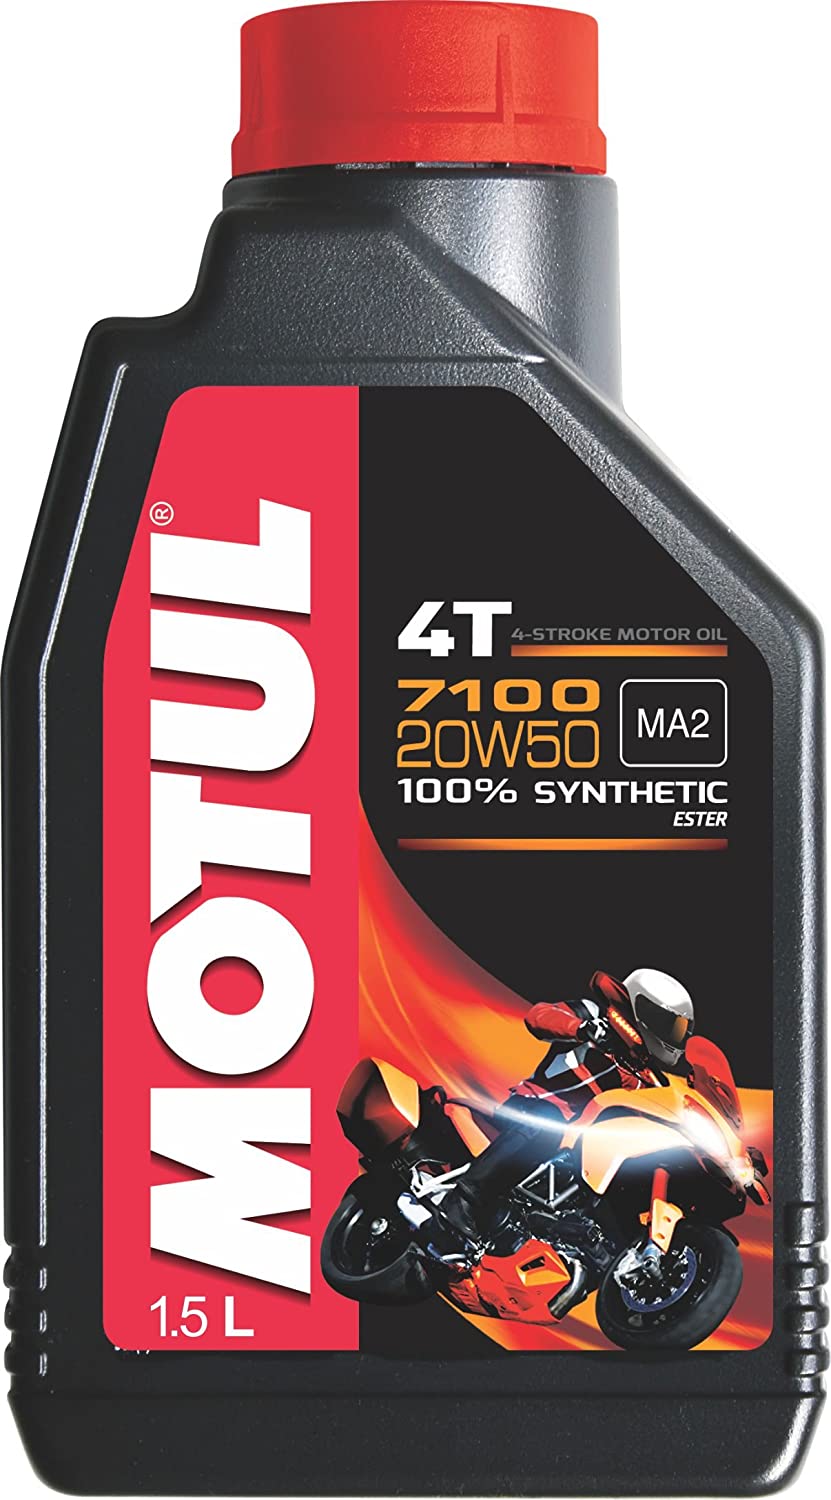 MOTUL®
4T 4-STROKE MOTOR OIL
7100
20W50 MA2
100% SYNTHETIC
ESTER
1.5 L